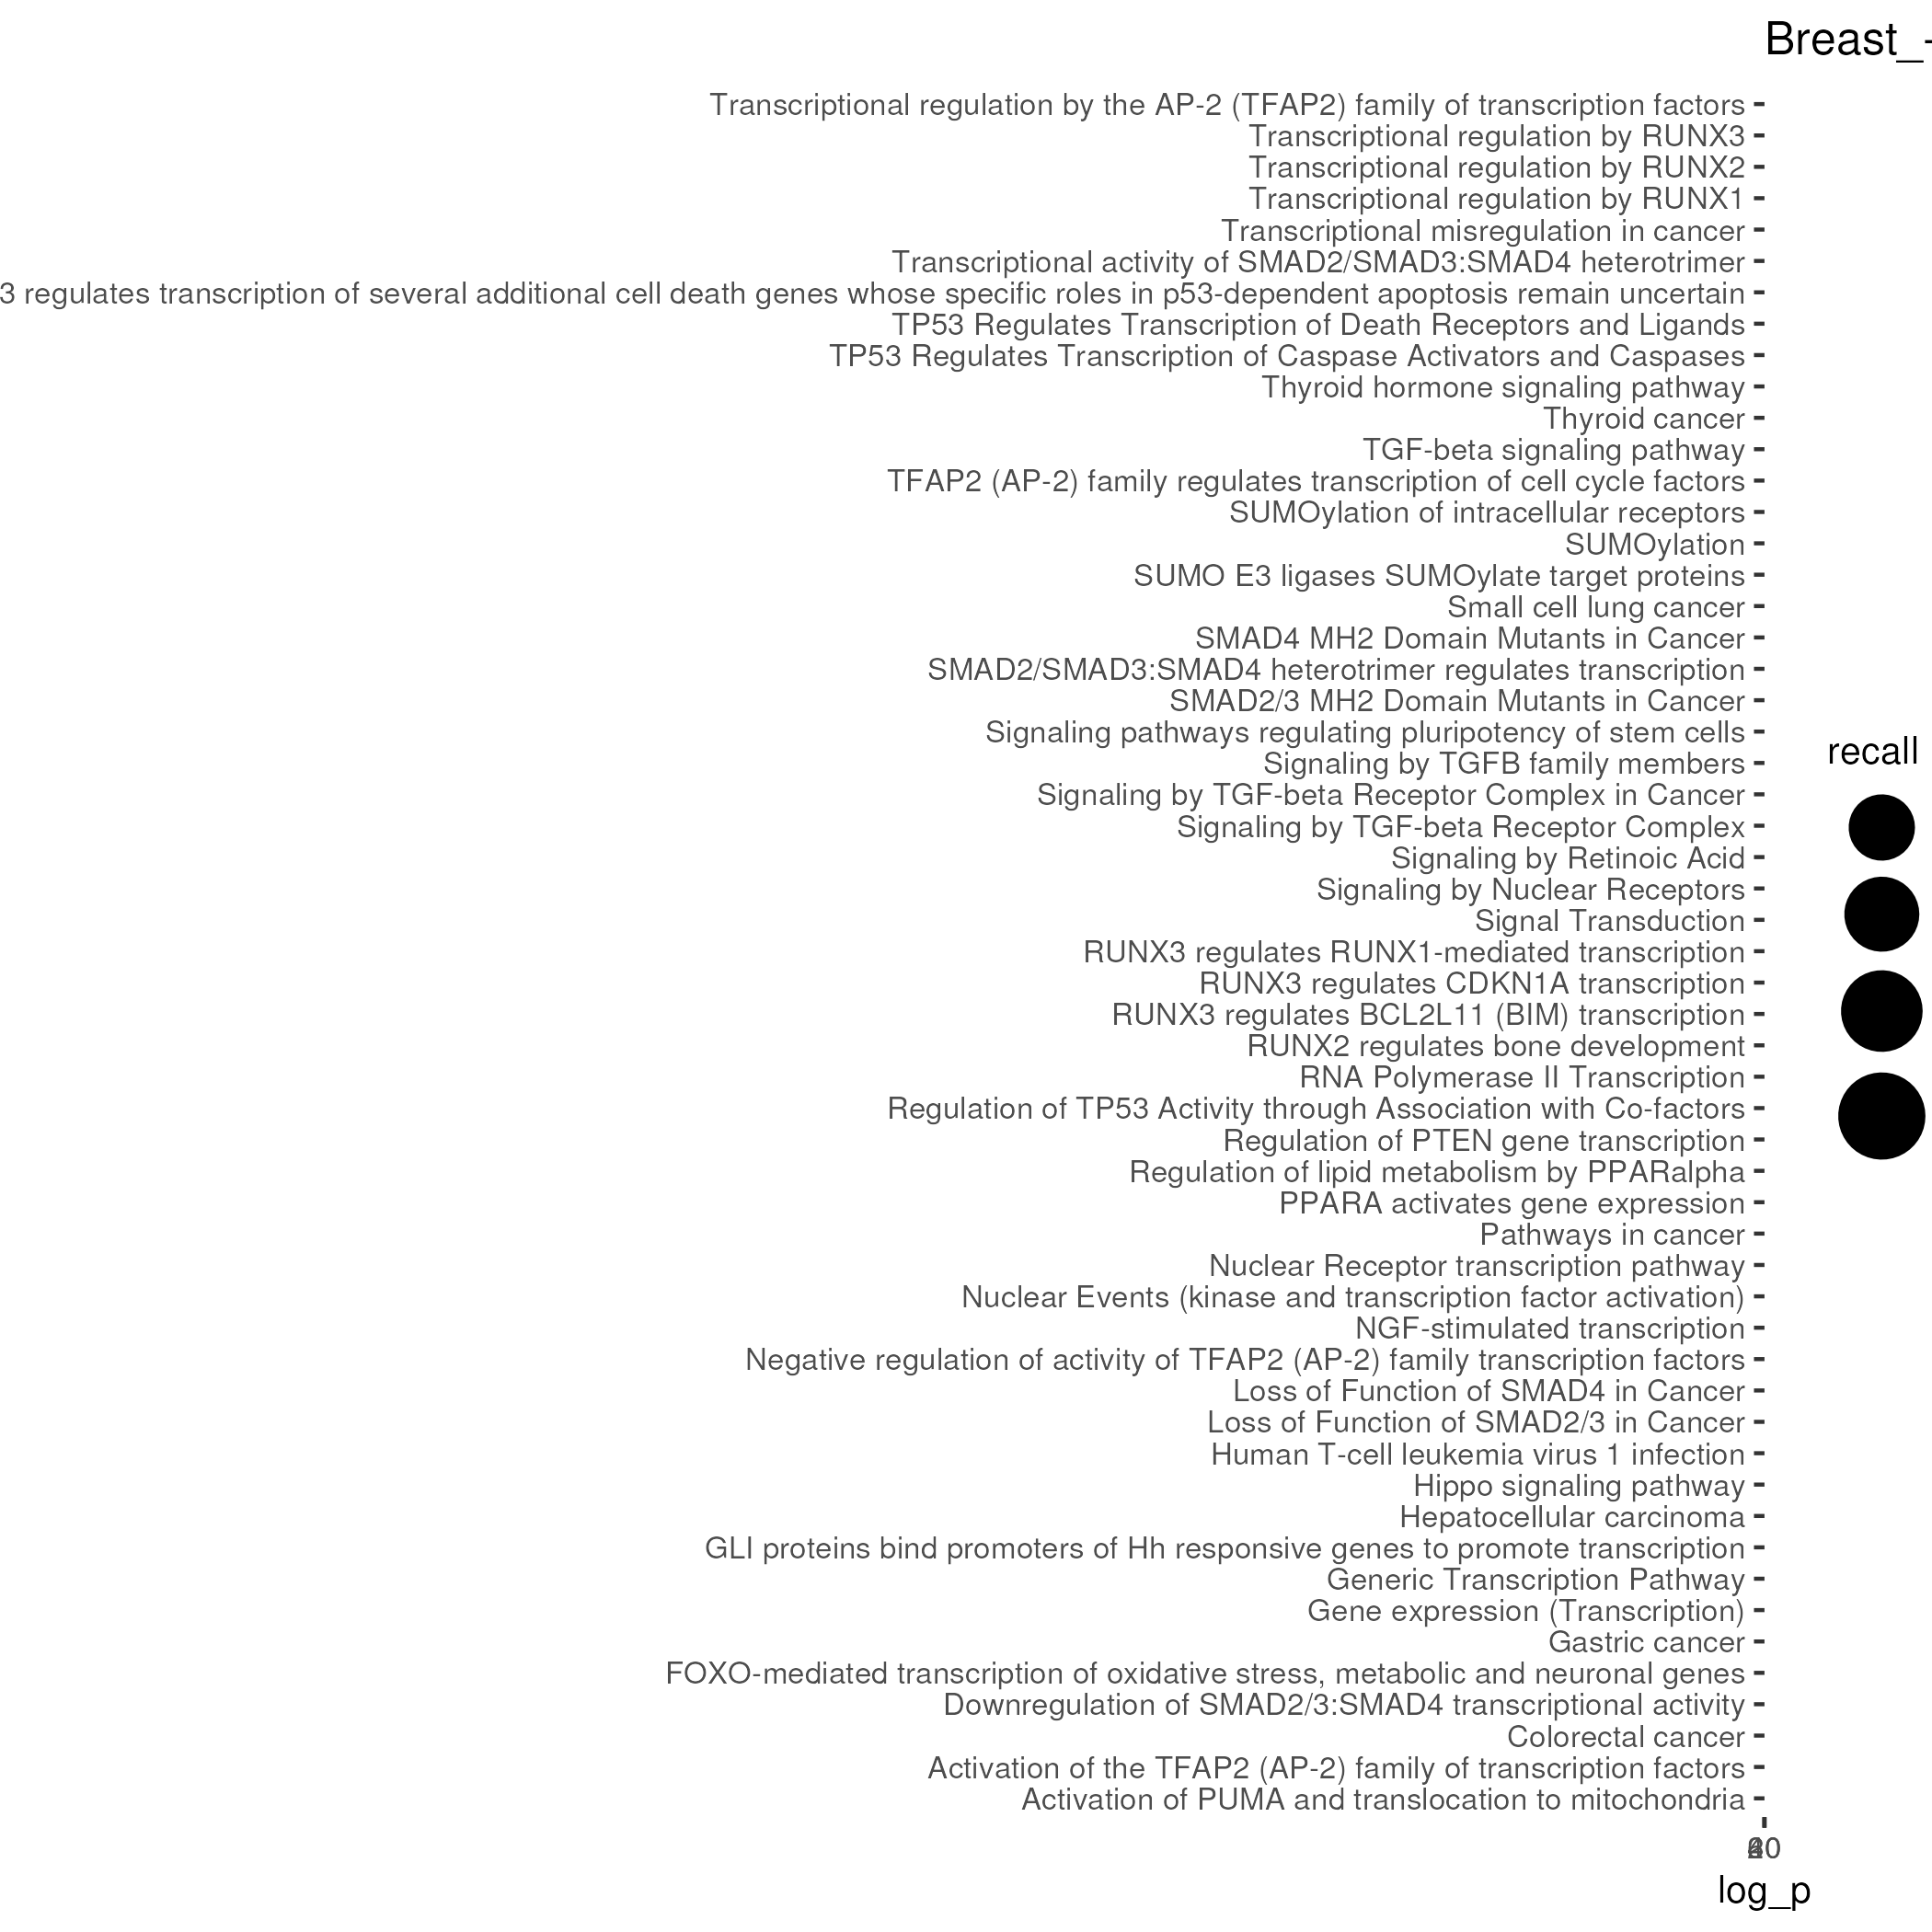 Breast_-
Transcriptional regulation by the AP-2 (TFAP2) family of transcription factors
Transcriptional regulation by RUNX3
Transcriptional regulation by RUNX2
Transcriptional regulation by RUNX1
Transcriptional misregulation in cancer
Transcriptional activity of SMAD2/SMAD3:SMAD4 heterotrimer
3 regulates transcription of several additional cell death genes whose specific roles in p53-dependent apoptosis remain uncertain
TP53 Regulates Transcription of Death Receptors and Ligands
TP53 Regulates Transcription of Caspase Activators and Caspases
Thyroid hormone signaling pathway
Thyroid cancer
TGF-beta signaling pathway
TFAP2 (AP-2) family regulates transcription of cell cycle factors
SUMOylation of intracellular receptors
SUMOylation
SUMO E3 ligases SUMOylate target proteins
Small cell lung cancer
SMAD4 MH2 Domain Mutants in Cancer
SMAD2/SMAD3:SMAD4 heterotrimer regulates transcription
SMAD2/3 MH2 Domain Mutants in Cancer
Signaling pathways regulating pluripotency of stem cells
Signaling by TGFB family members
Signaling by TGF-beta Receptor Complex in Cancer
Signaling by TGF-beta Receptor Complex
Signaling by Retinoic Acid
Signaling by Nuclear Receptors
Signal Transduction
RUNX3 regulates RUNX1-mediated transcription
RUNX3 regulates CDKN1A transcription
RUNX3 regulates BCL2L11 (BIM) transcription
RUNX2 regulates bone development
RNA Polymerase II Transcription
Regulation of TP53 Activity through Association with Co-factors
Regulation of PTEN gene transcription
Regulation of lipid metabolism by PPARalpha
PPARA activates gene expression
Pathways in cancer
Nuclear Receptor transcription pathway
Nuclear Events (kinase and transcription factor activation)
NGF-stimulated transcription
Negative regulation of activity of TFAP2 (AP-2) family transcription factors
Loss of Function of SMAD4 in Cancer
Loss of Function of SMAD2/3 in Cancer
Human T-cell leukemia virus 1 infection
Hippo signaling pathway
Hepatocellular carcinoma
GLI proteins bind promoters of Hh responsive genes to promote transcription
Generic Transcription Pathway
Gene expression (Transcription)
Gastric cancer
FOXO-mediated transcription of oxidative stress, metabolic and neuronal genes
Downregulation of SMAD2/3:SMAD4 transcriptional activity
Colorectal cancer
Activation of the TFAP2 (AP-2) family of transcription factors
Activation of PUMA and translocation to mitochondria
log_p
recall